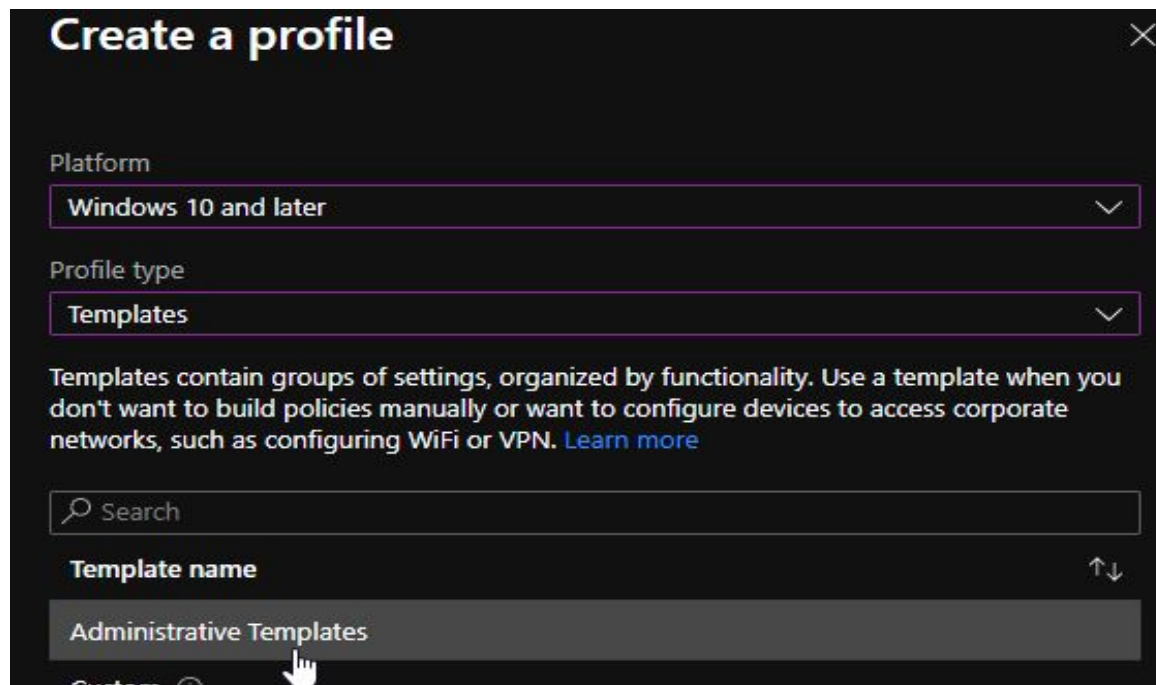 Create a profile
Platform
Windows 10 and later
Profile type
Templates
Templates contain groups of settings, organized by functionality. Use a template when you
don't want to build policies manually or want to configure devices to access corporate
networks, such as configuring WiFi or VPN. Learn more
Search
Template name
Administrative Templates
Custom